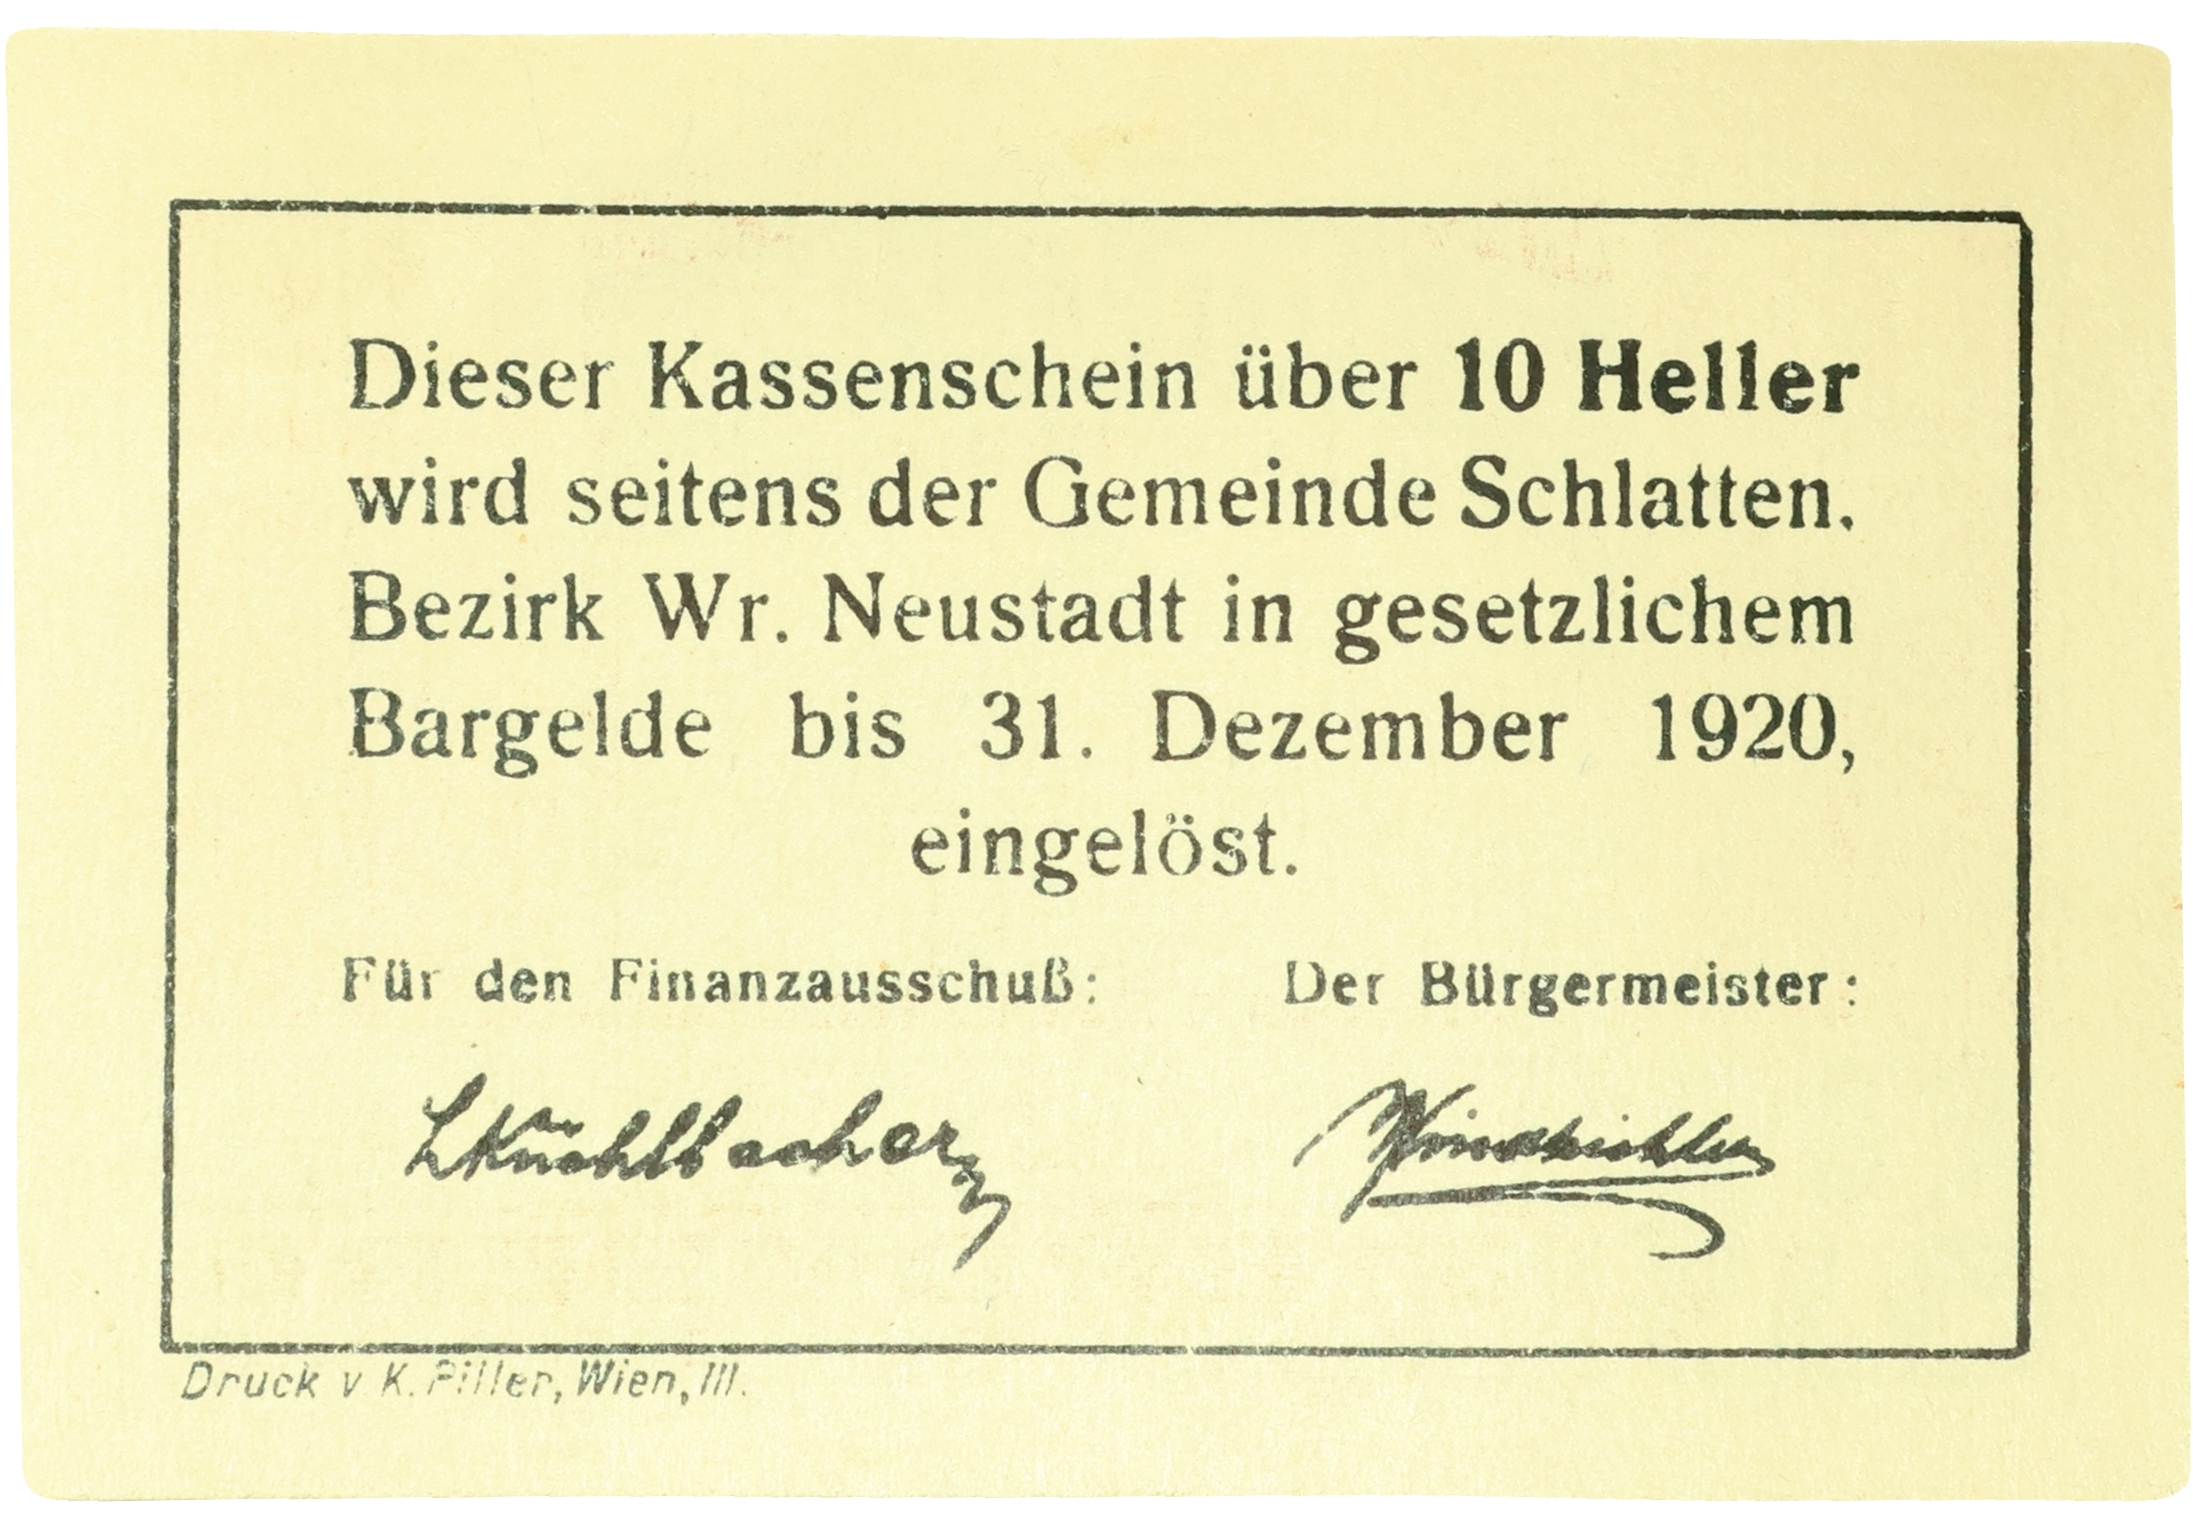 Dieser Kassenschein über 10 Heller
wird seitens der Gemeinde Schlatten.
Bezirk Wr. Neustadt in gesetzlichem
Bargelde bis 31. Dezember 1920,
eingelöst.
Für den Finanzausschuß: Der Bürgermeister:
Druck v. K. Piller, Wien, III.